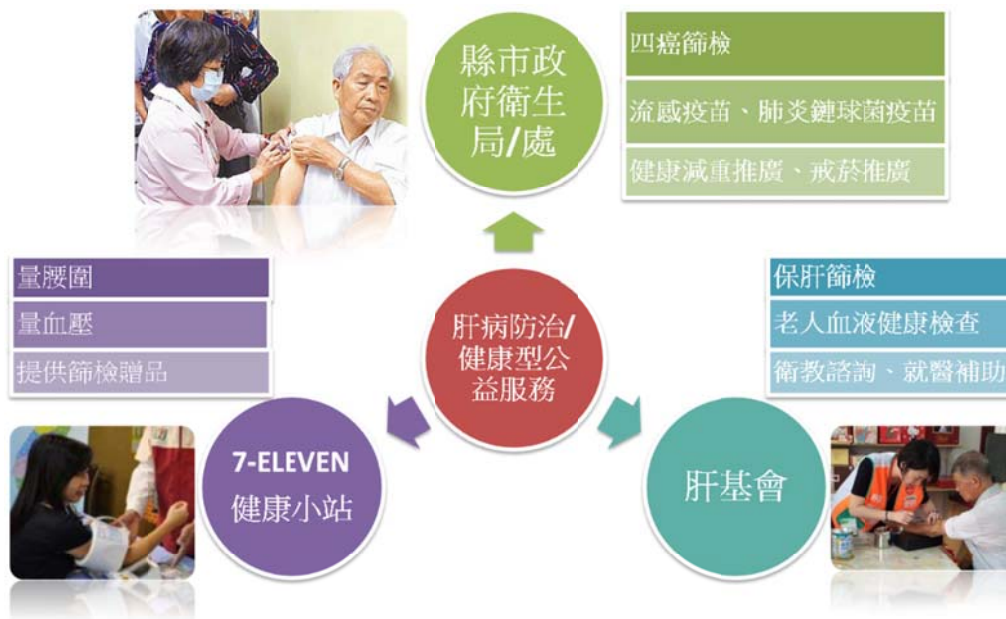 縣市政
府衛生
局/處
四癌篩檢
流感疫苗、肺炎鏈球菌疫苗
健康減重推廣、戒菸推廣
量腰圍
量血壓
提供篩檢贈品
肝病防治/
健康型公
益服務
保肝篩檢
老人血液健康檢查
衛教諮詢、就醫補助
7-ELEVEN
健康小站
肝基會